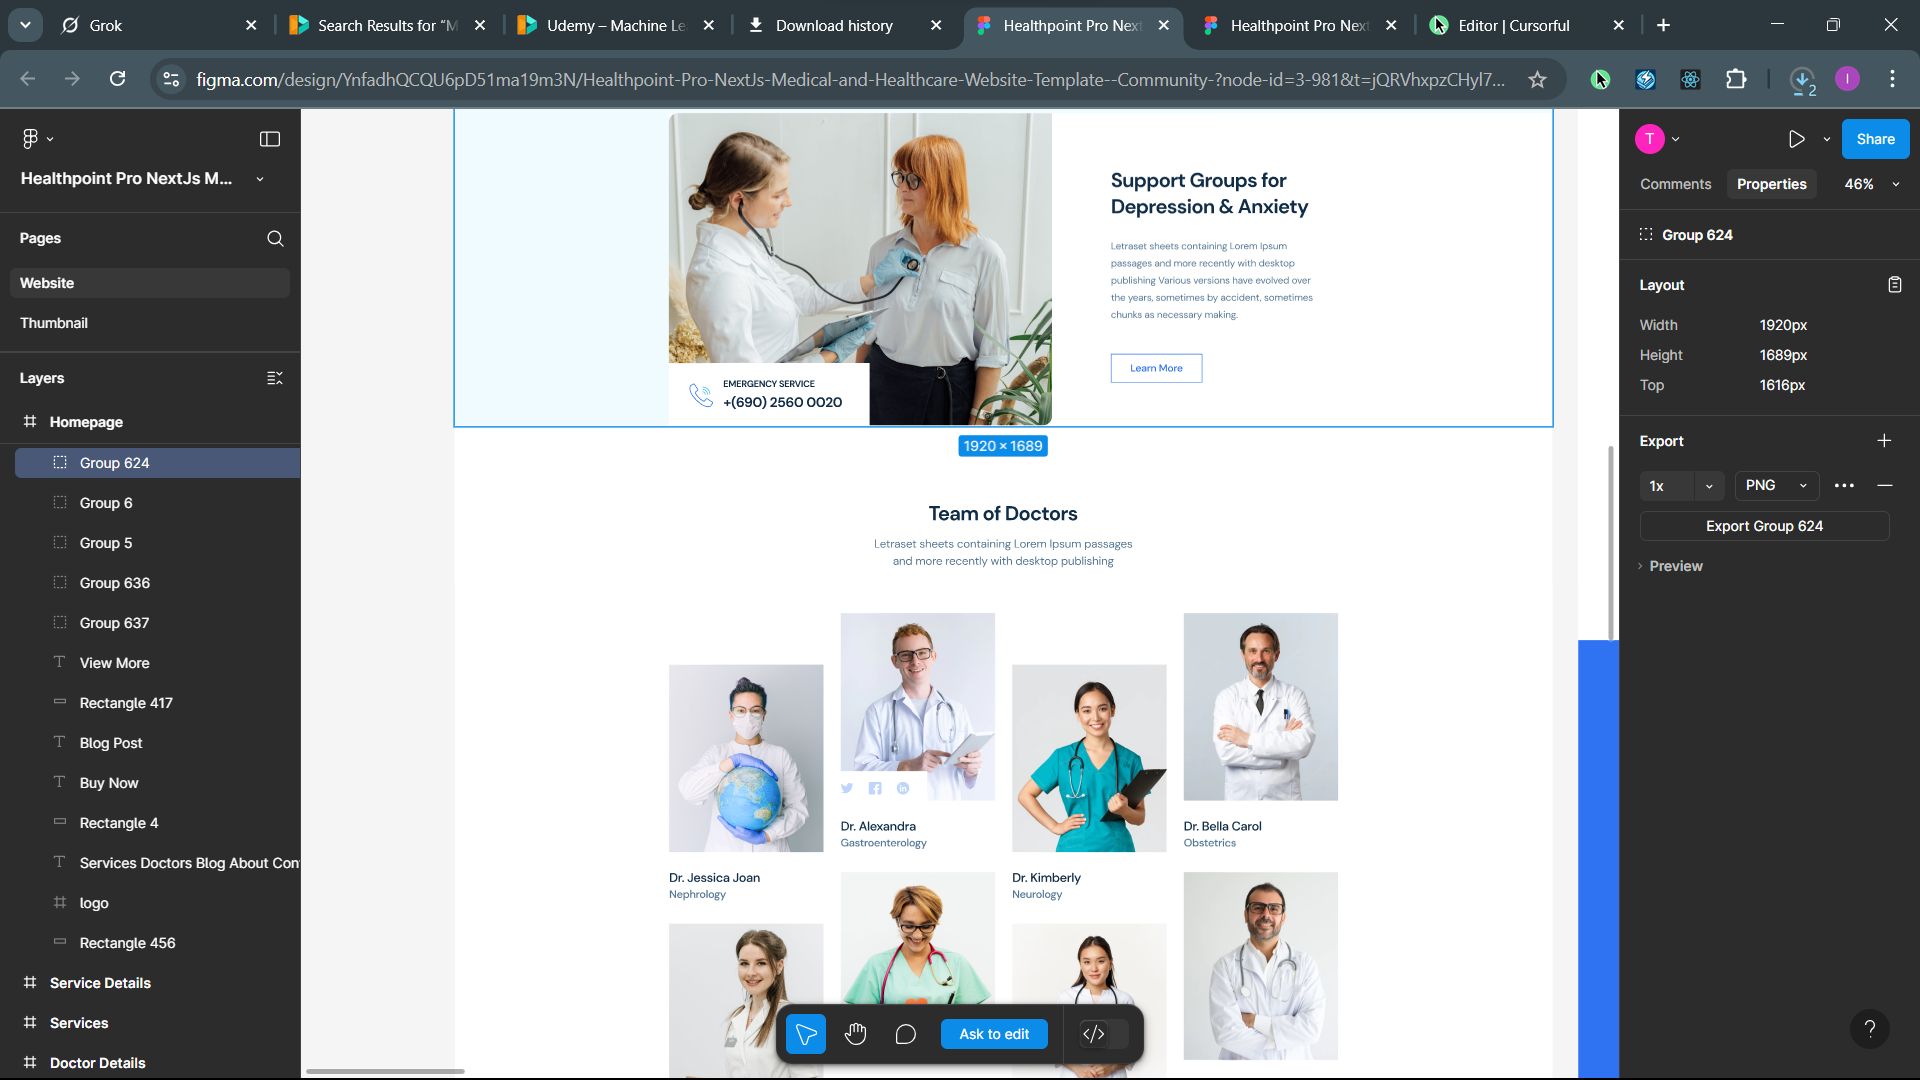 Grok
Search Results for “M
Udemy – Machine Le
Download history
Healthpoint Pro Next
Healthpoint Pro Next
Editor | Cursorful
figma.com/design/YnfadhQCQU6pD51ma19m3N/Healthpoint-Pro-NextJs-Medical-and-Healthcare-Website-Template--Community-?node-id=3-981&t=jQRVhxpzCHyl7...
2
I
Healthpoint Pro NextJs M...
Pages
Website
Thumbnail
Layers
Homepage
Group 624
Group 6
Group 5
Group 636
Group 637
View More
Rectangle 417
Blog Post
Buy Now
Rectangle 4
Services Doctors Blog About Con
logo
Rectangle 456
Service Details
Services
Doctor Details
Support Groups for
Depression & Anxiety
Letraset sheets containing Lorem Ipsum
passages and more recently with desktop
publishing Various versions have evolved over
the years, sometimes by accident, sometimes
chunks as necessary making.
Learn More
EMERGENCY SERVICE
+(690) 2560 0020
1920 × 1689
Team of Doctors
Letraset sheets containing Lorem Ipsum passages
and more recently with desktop publishing
Dr. Alexandra
Gastroenterology
Dr. Bella Carol
Obstetrics
Dr. Jessica Joan
Nephrology
Dr. Kimberly
Neurology
Ask to edit
T
Share
Comments
Properties
46%
Group 624
Layout
Width
1920px
Height
1689px
Top
1616px
Export
1x
PNG
Export Group 624
Preview
?